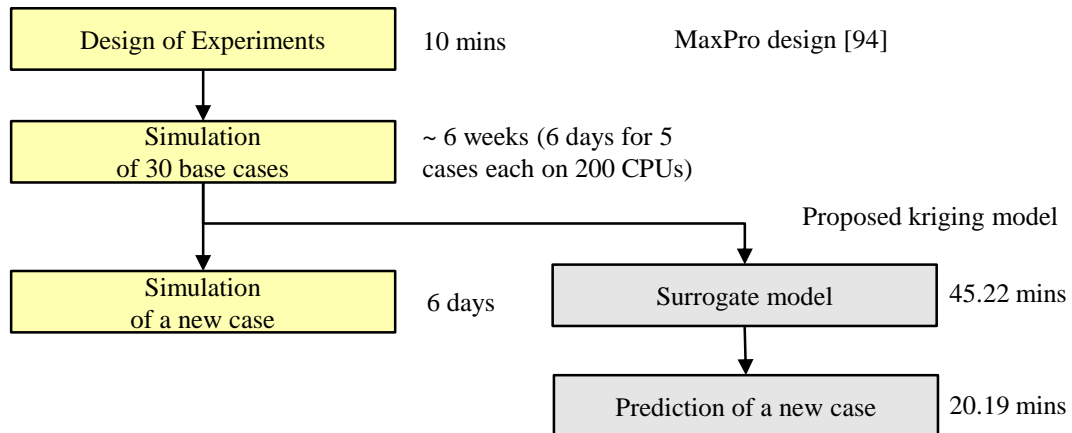 Design of Experiments
10 mins
MaxPro design [94]
Simulation
of 30 base cases
~ 6 weeks (6 days for 5
cases each on 200 CPUs)
Proposed kriging model
Simulation
of a new case
6 days
Surrogate model
45.22 mins
Prediction of a new case
20.19 mins